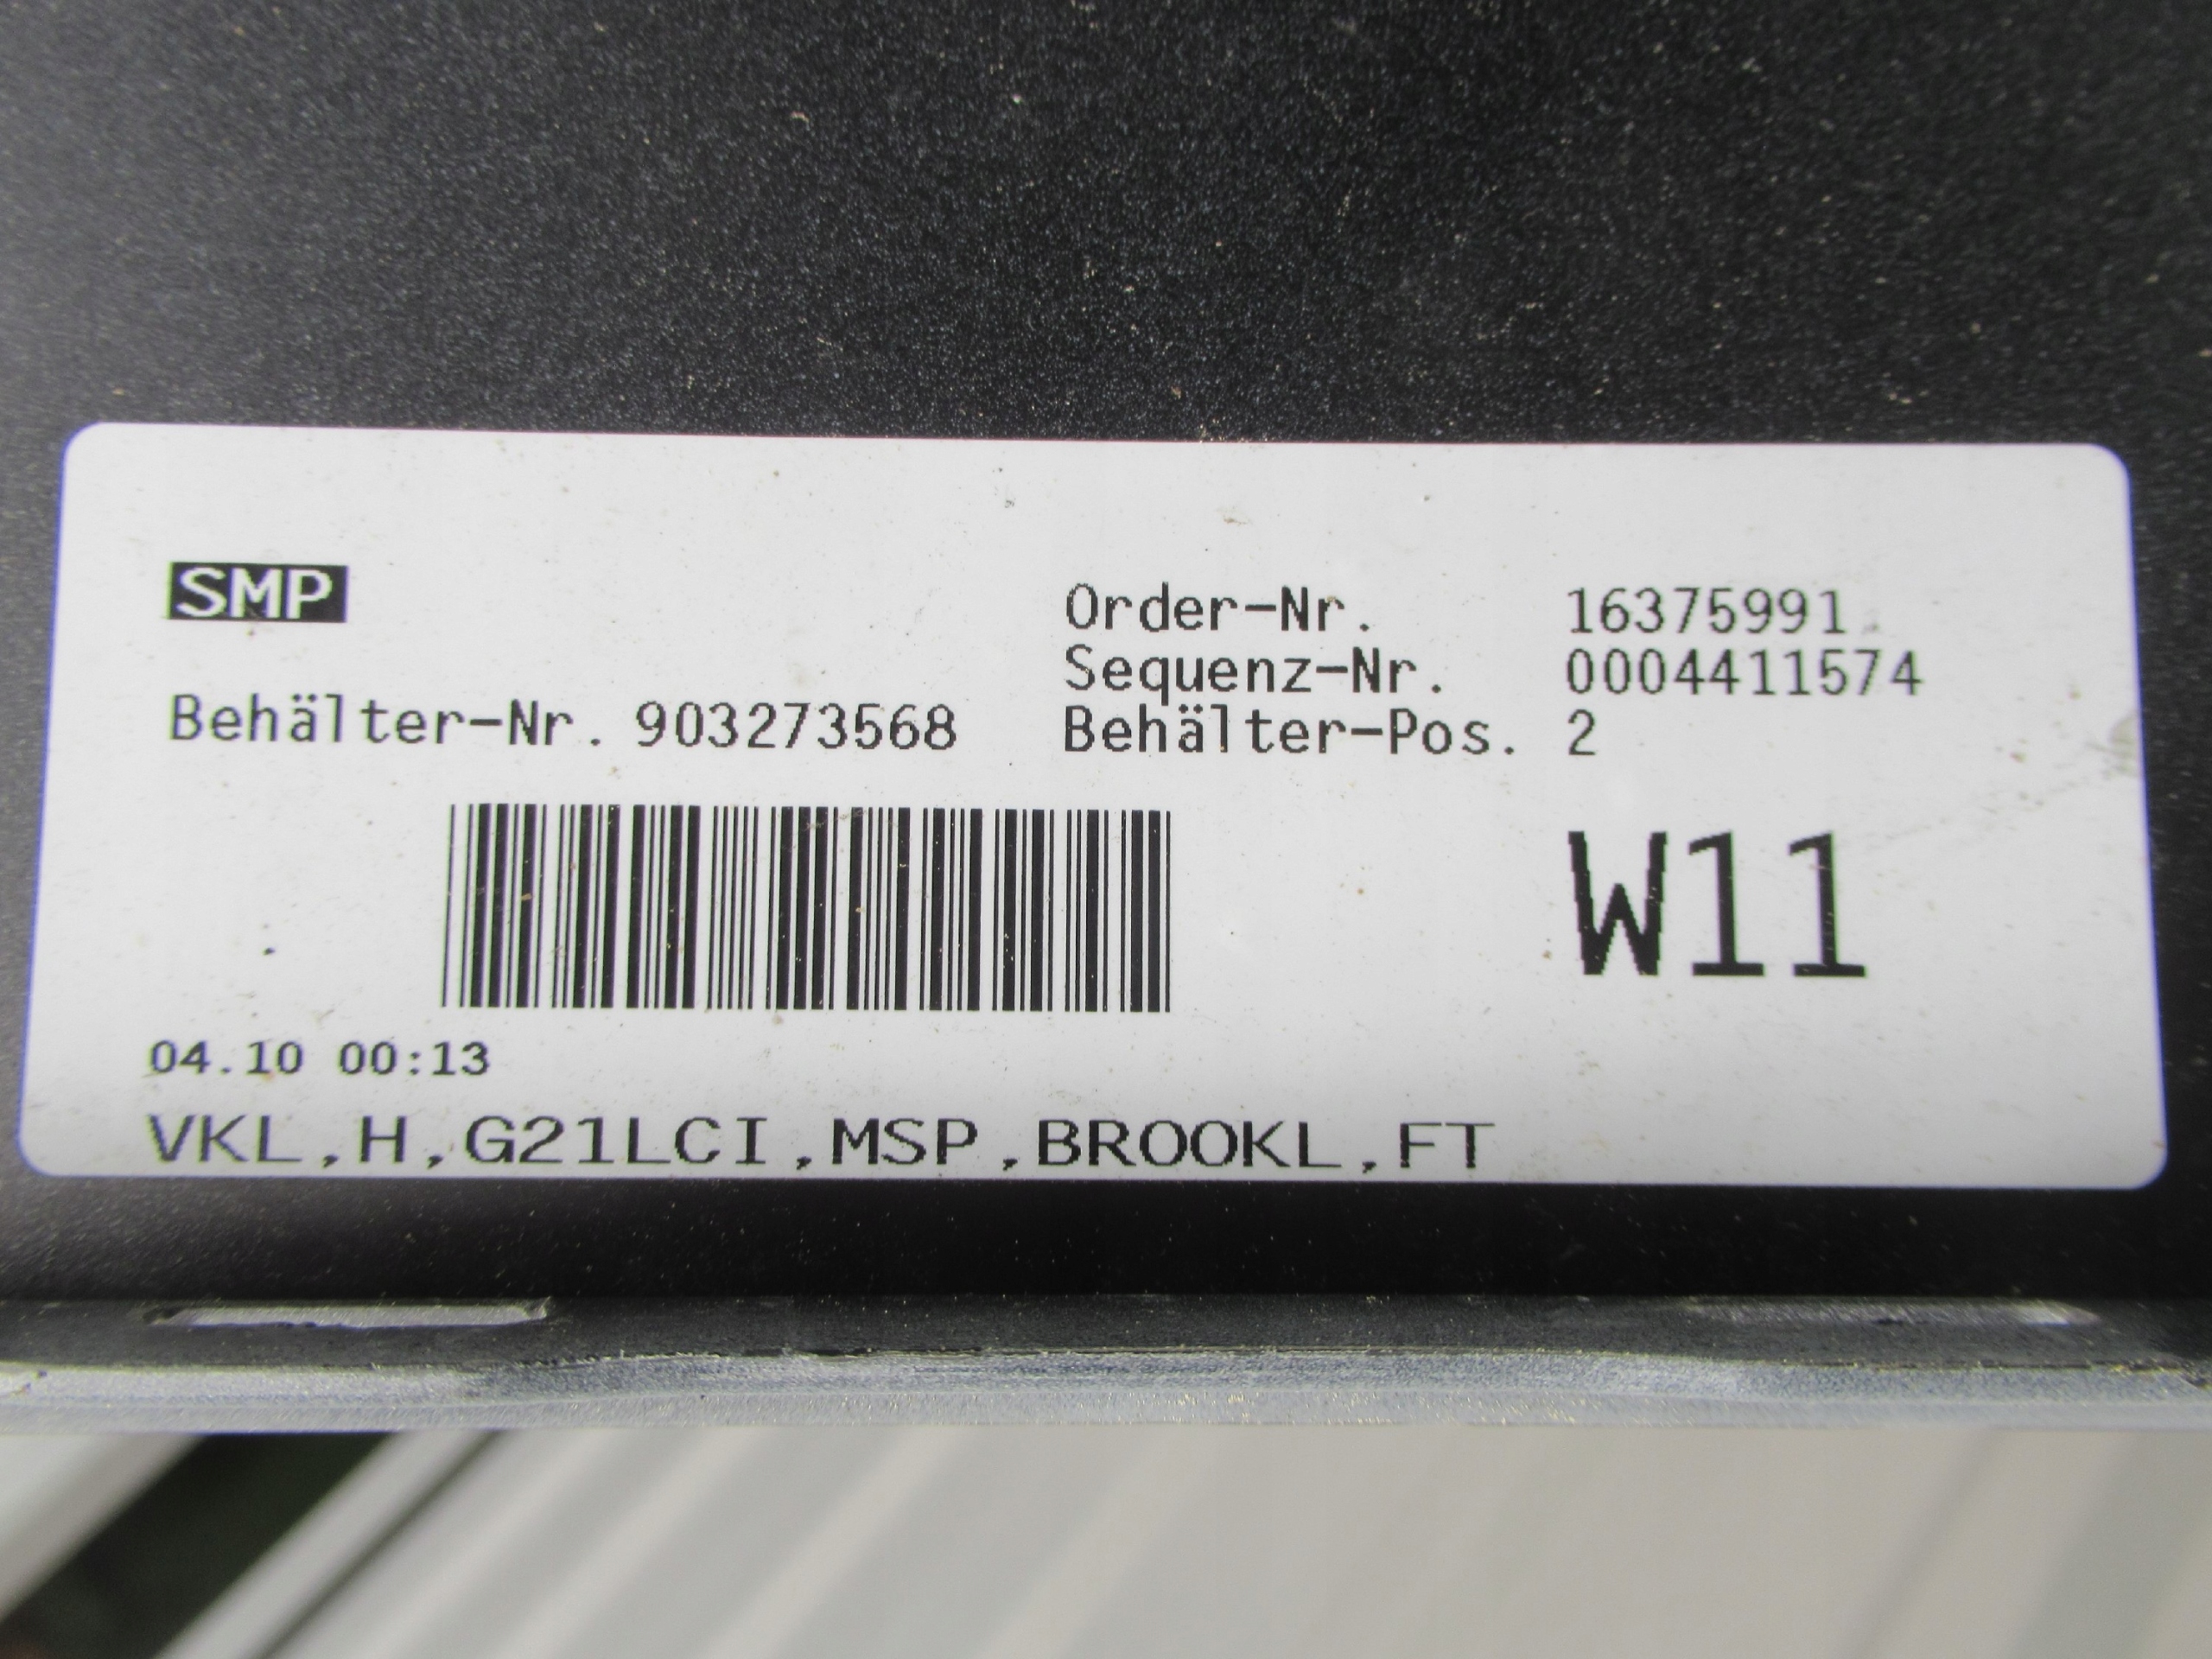 SMP
Order-Nr. 16375991
Sequenz-Nr. 0004411574
Behälter-Nr. 903273568 Behälter-Pos. 2
W11
04.10 00:13
VKL,H,G21LCI,MSP,BROOKL,FT